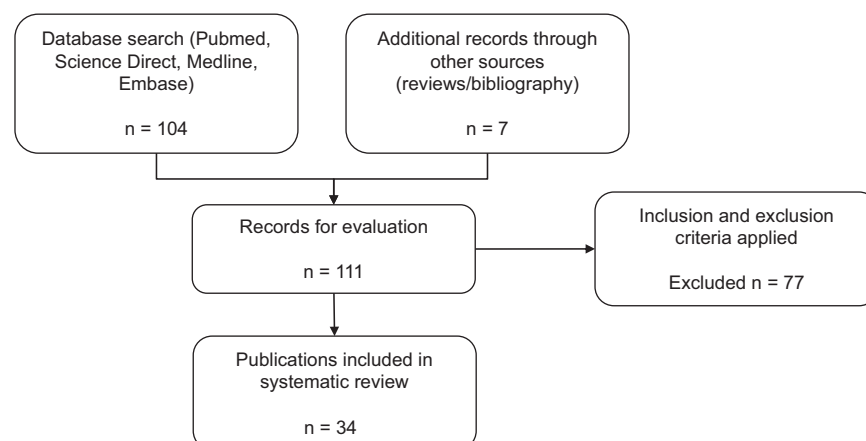 Database search (Pubmed,
Science Direct, Medline,
Embase)
n = 104
Additional records through
other sources
(reviews/bibliography)
n = 7
Records for evaluation
n = 111
Inclusion and exclusion
criteria applied
Excluded n = 77
Publications included in
systematic review
n = 34